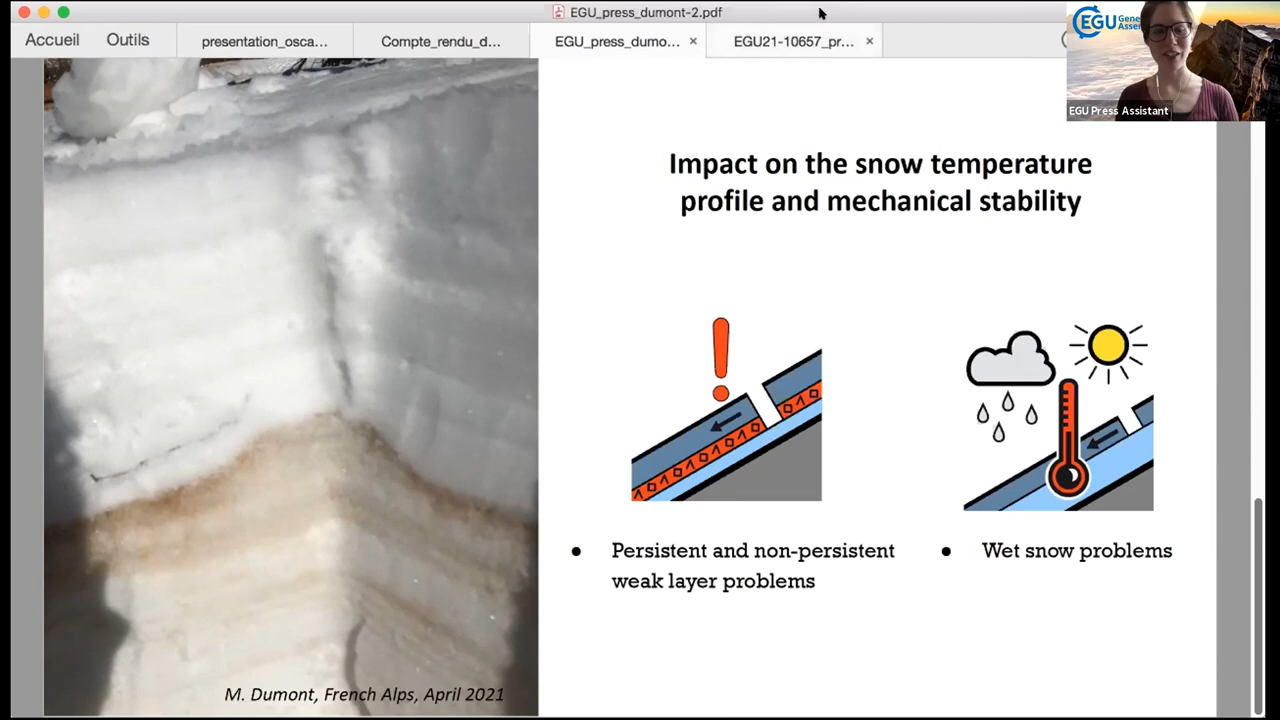 EGU_press_dumont-2.pdf
Accueil
Outils
presentation_osca...
Compte_rendu_d...
EGU_press_dumo...
×
EGU21-10657_pr...
×
EGU
EGU Press Assistant
Impact on the snow temperature
profile and mechanical stability
• Persistent and non-persistent
weak layer problems
• Wet snow problems
M. Dumont, French Alps, April 2021